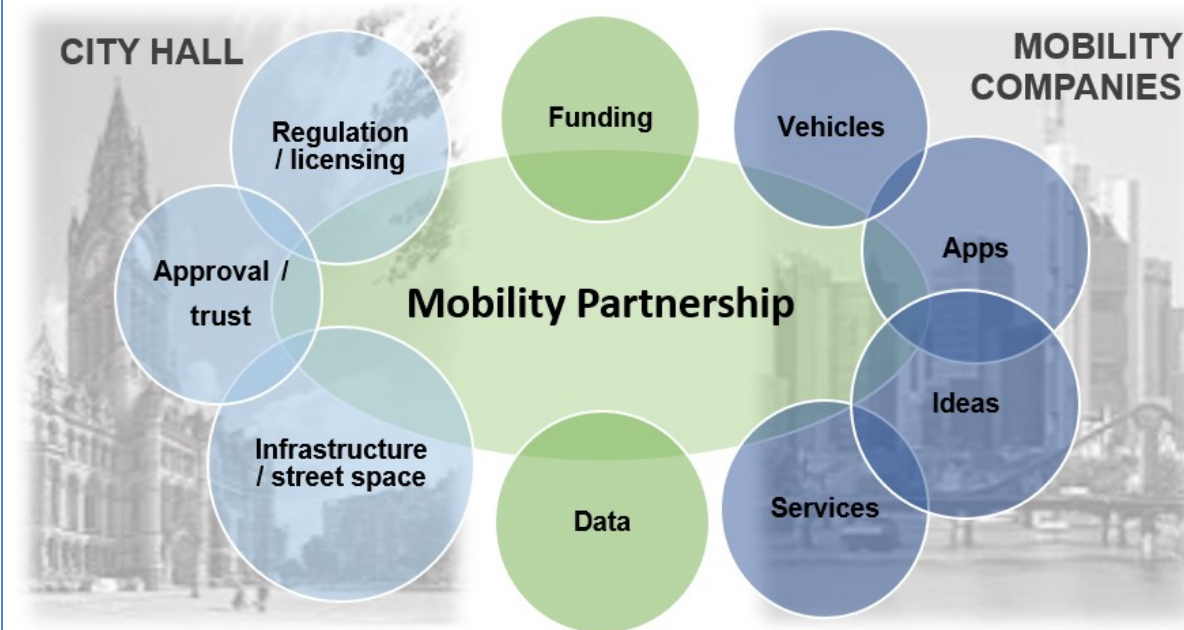 CITY HALL
MOBILITY
COMPANIES
Regulation
/ licensing
Funding
Vehicles
Approval /
trust
Mobility Partnership
Apps
Infrastructure
/ street space
Ideas
Data
Services